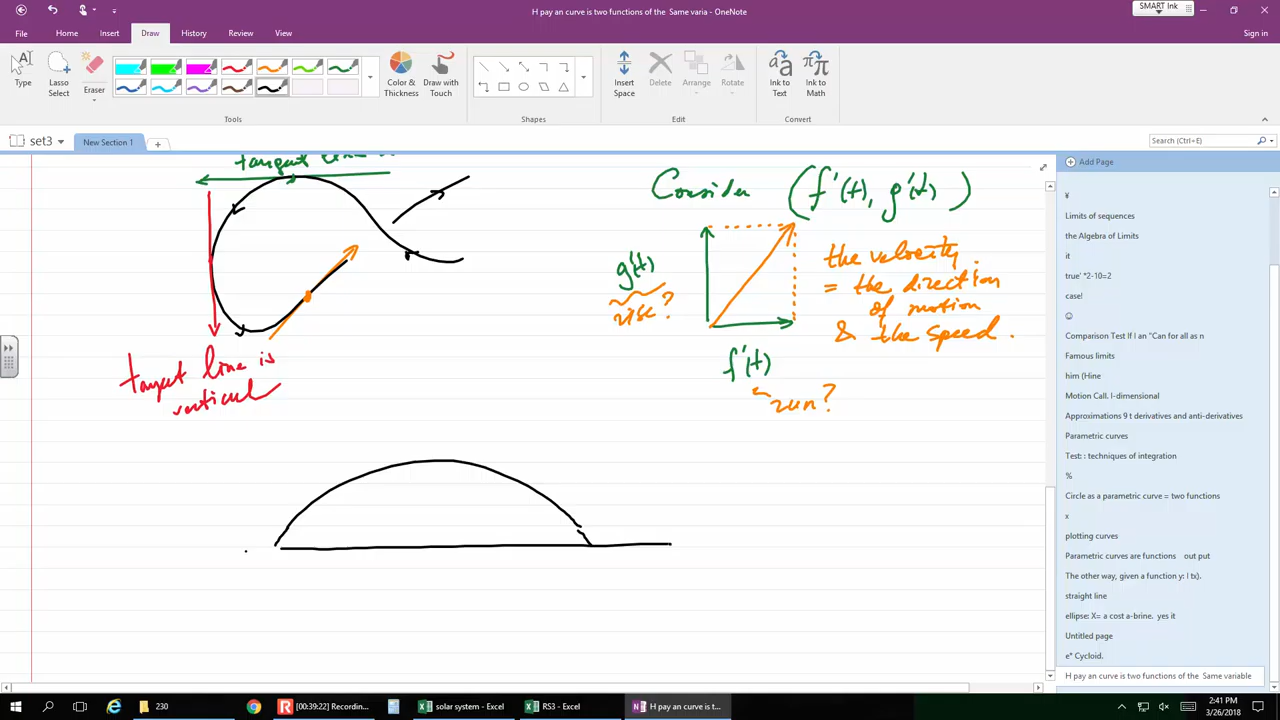 H pay an curve is two functions of the  Same varia - OneNote
SMART Ink
File Home Insert Draw History Review View
Sign in
Type
Lasso Select
Eraser
Color & Thickness
Draw with Touch
Insert Space
Delete
Arrange
Rotate
Ink to Text
Ink to Math
Tools
Shapes
Edit
Convert
set3
New Section 1
Search (Ctrl+E)
tangent line
Consider (f'(t), g'(t))
g'(t)
rise?
the velocity
= the direction
of motion
& the speed.
f'(t)
run?
tangent line is
vertical
Add Page
¥
Limits of sequences
the Algebra of Limits
it
true' *2-10=2
case!
☺
Comparison Test If I an "Can for all as n
Famous limits
him (Hine
Motion Call. I-dimensional
Approximations 9 t derivatives and anti-derivatives
Parametric curves
Test: : techniques of integration
%
Circle as a parametric curve = two functions
x
plotting curves
Parametric curves are functions    out put
The other way, given a function y: I tx).
straight line
ellipse: X= a cost a-brine.  yes it
Untitled page
e* Cycloid.
H pay an curve is two functions of the  Same variable
230
[00:39:22] Recordin...
solar system - Excel
RS3 - Excel
H pay an curve is t...
2:41 PM
3/26/2018